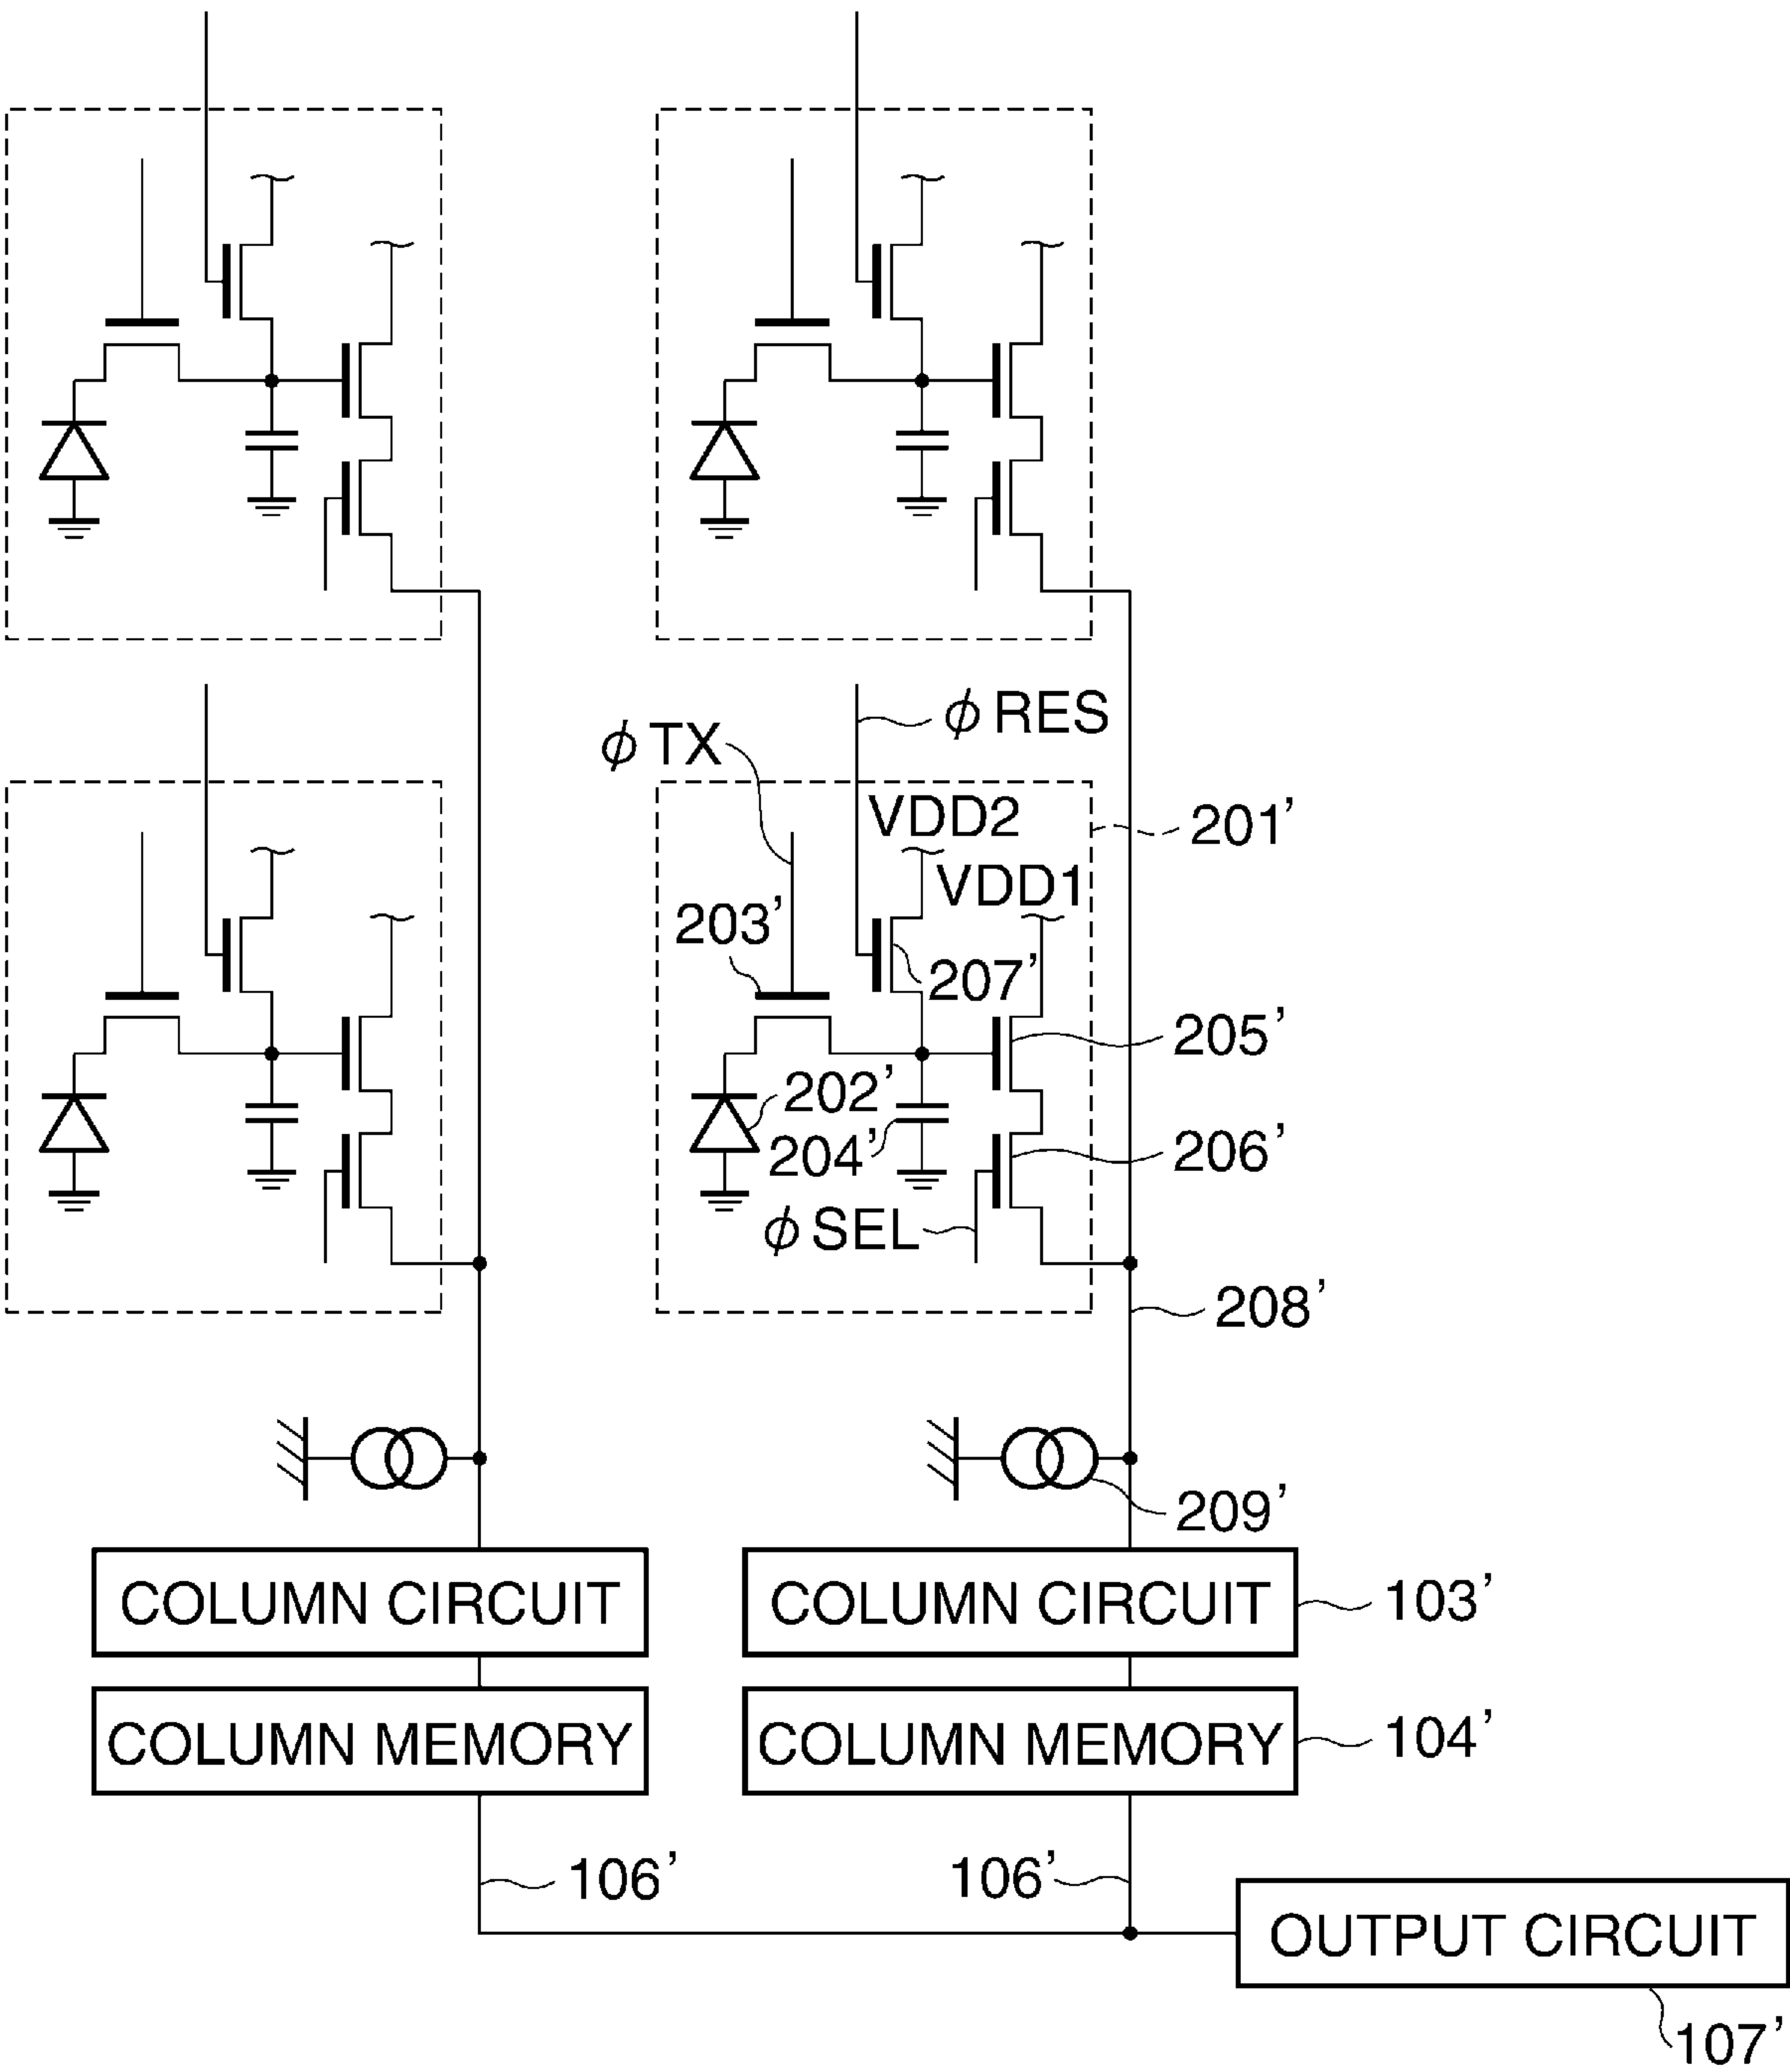 φRES
φTX
VDD2
201’
VDD1
203’
207’
205’
202’
204’
206’
φSEL
208’
209’
COLUMN CIRCUIT
COLUMN CIRCUIT
103’
COLUMN MEMORY
COLUMN MEMORY
104’
106’
106’
OUTPUT CIRCUIT
107’